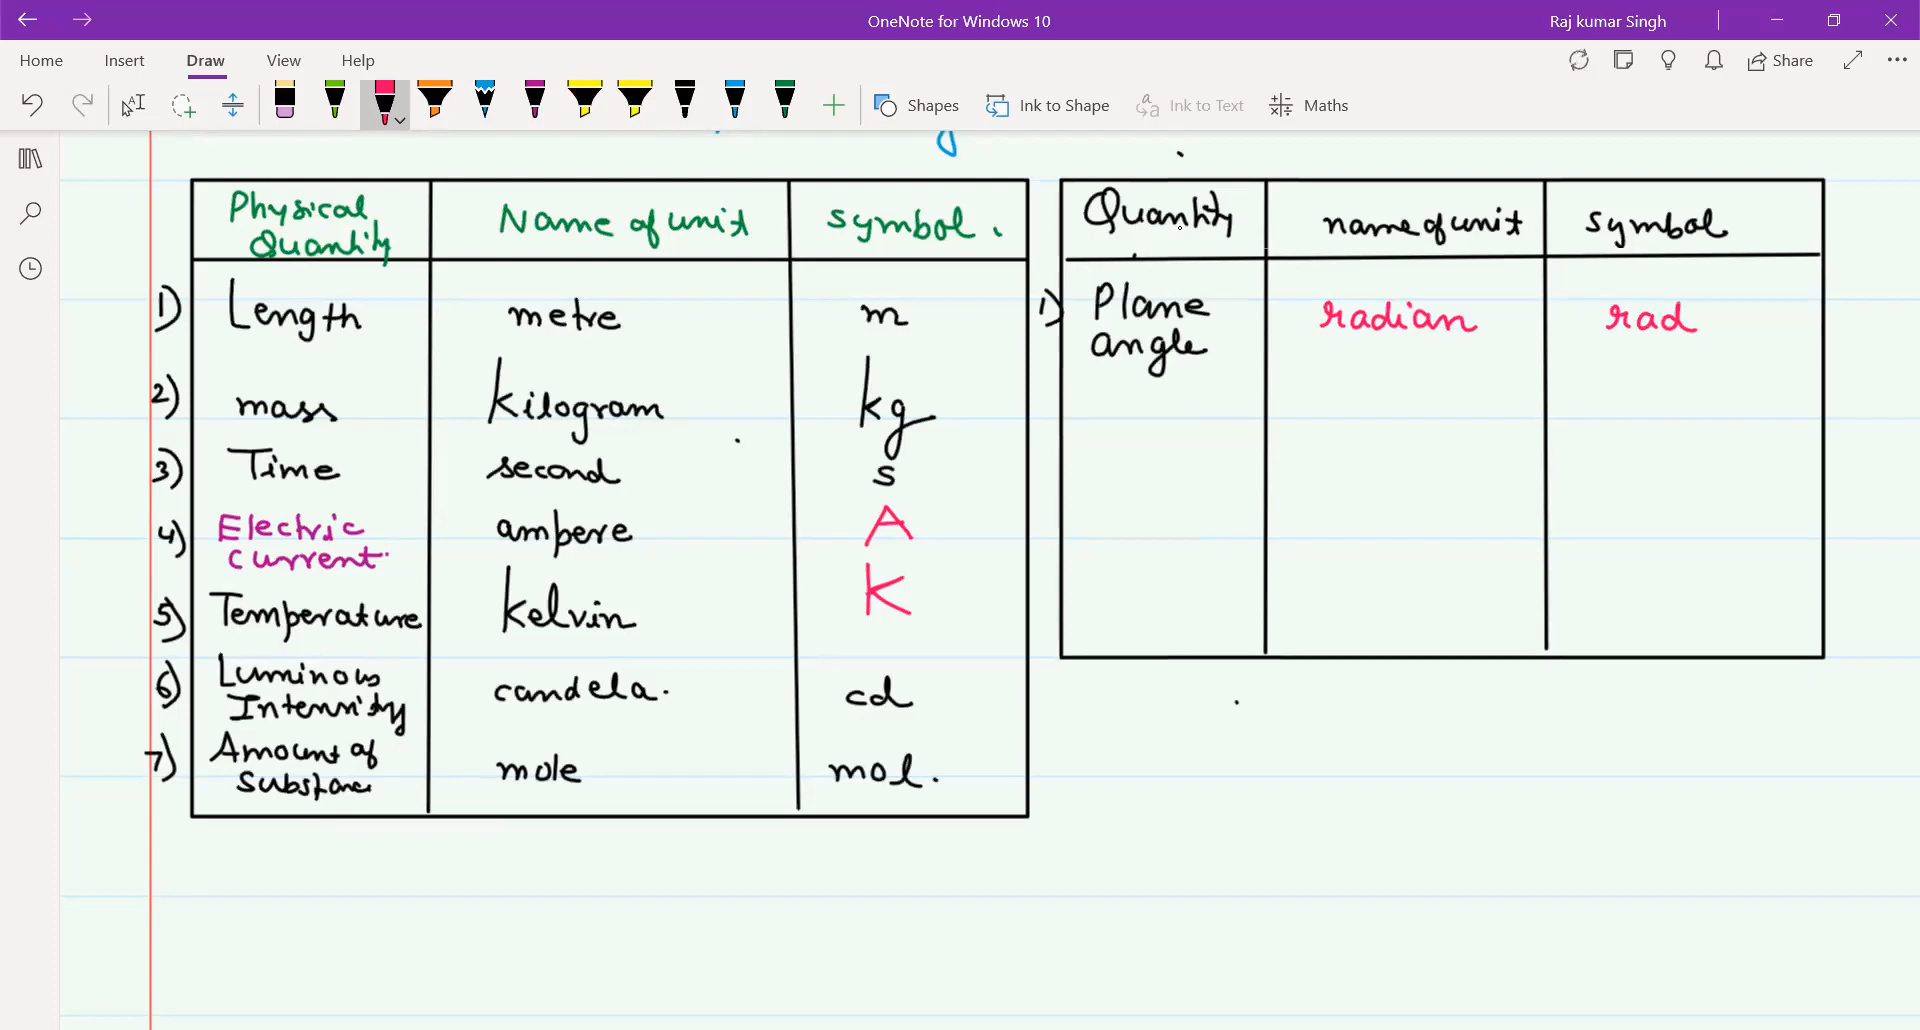 OneNote for Windows 10
Raj kumar Singh
Home Insert Draw View Help
Share
Shapes Ink to Shape Ink to Text Maths
Physical Quantity Name of unit symbol.
1) Length metre m
2) mass kilogram kg
3) Time second s
4) Electric current ampere A
5) Temperature kelvin K
6) Luminous Intensity candela. cd
7) Amount of mole mol.
Quantity name of unit symbol
1) Plane angle radian rad